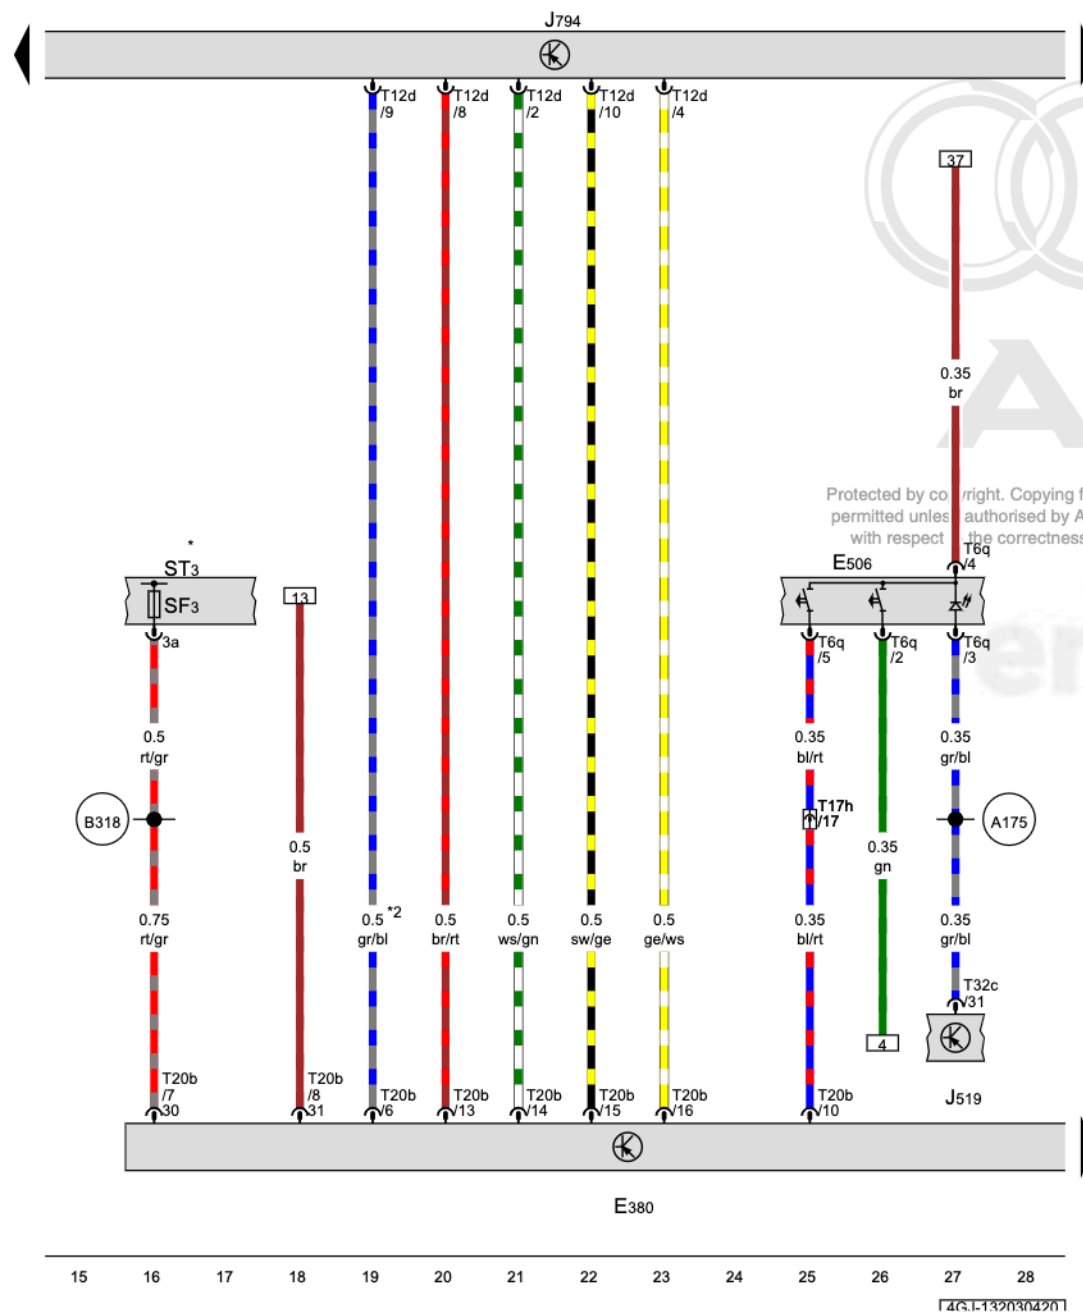 J794
T12d
/9
T12d
/8
T12d
/2
T12d
/10
T12d
/4
37
0.35
br
Protected by co yright. Copying f
permitted unles authorised by A
with respect the correctness
*
ST3
SF3
3a
13
E506
T6q
/4
T6q
/5
T6q
/2
T6q
/3
0.5
rt/gr
0.35
bl/rt
0.35
gr/bl
B318
T17h
/17
A175
0.5
br
0.35
gn
0.75
rt/gr
0.5
*2
gr/bl
0.5
br/rt
0.5
ws/gn
0.5
sw/ge
0.5
ge/ws
0.35
bl/rt
0.35
gr/bl
T32c
/31
4
J519
T20b
/7
30
T20b
/8
31
T20b
/6
T20b
/13
T20b
/14
T20b
/15
T20b
/16
T20b
/10
E380
15 16 17 18 19 20 21 22 23 24 25 26 27 28
4GJ-132030420